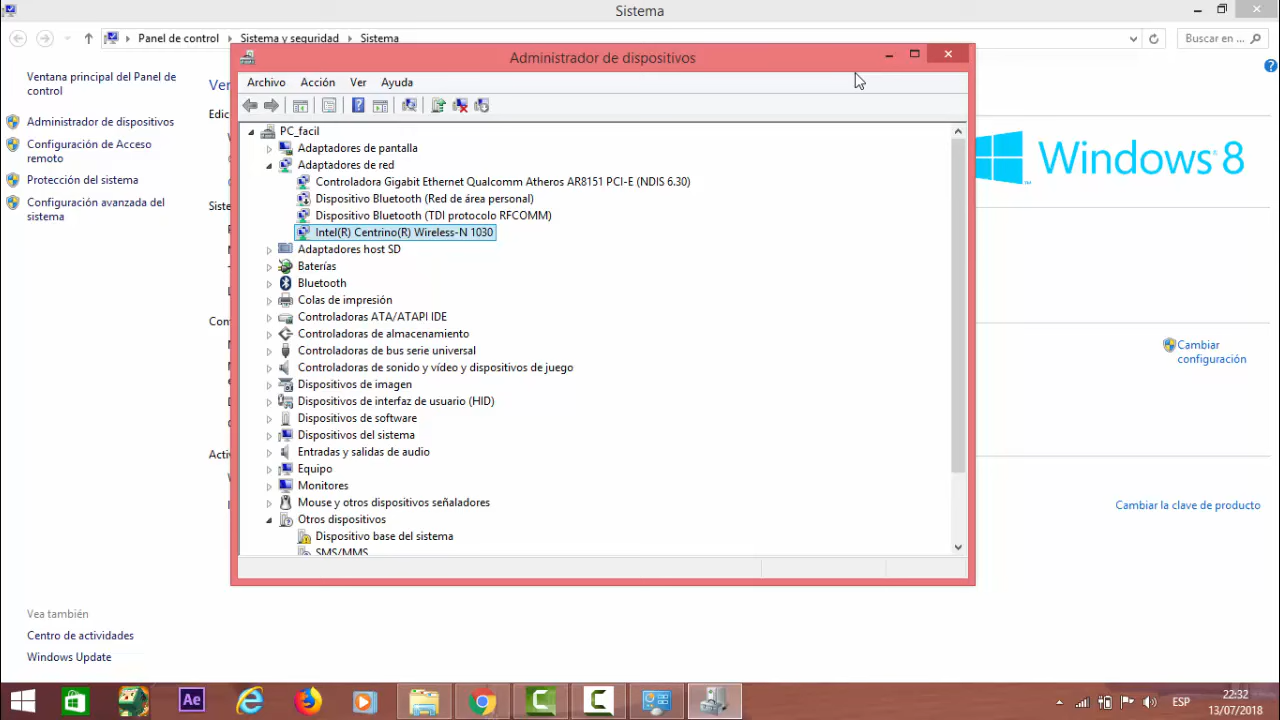 Sistema
Panel de control
Sistema y seguridad
Sistema
Buscar en ...
Ventana principal del Panel de
control
Administrador de dispositivos
Configuración de Acceso
remoto
Protección del sistema
Configuración avanzada del
sistema
Vea también
Centro de actividades
Windows Update
Administrador de dispositivos
Archivo
Acción
Ver
Ayuda
PC_facil
Adaptadores de pantalla
Adaptadores de red
Controladora Gigabit Ethernet Qualcomm Atheros AR8151 PCI-E (NDIS 6.30)
Dispositivo Bluetooth (Red de área personal)
Dispositivo Bluetooth (TDI protocolo RFCOMM)
Intel(R) Centrino(R) Wireless-N 1030
Adaptadores host SD
Baterías
Bluetooth
Colas de impresión
Controladoras ATA/ATAPI IDE
Controladoras de almacenamiento
Controladoras de bus serie universal
Controladoras de sonido y vídeo y dispositivos de juego
Dispositivos de imagen
Dispositivos de interfaz de usuario (HID)
Dispositivos de software
Dispositivos del sistema
Entradas y salidas de audio
Equipo
Monitores
Mouse y otros dispositivos señaladores
Otros dispositivos
Dispositivo base del sistema
SMS/MMS
Windows 8
Cambiar
configuración
Cambiar la clave de producto
Ae
ESP
22:32
13/07/2018